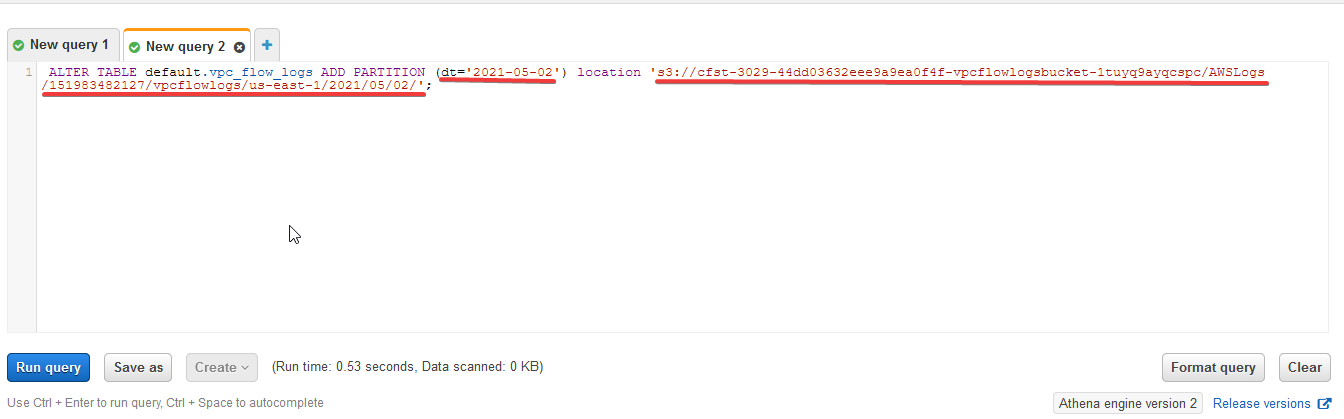 New query 1
New query 2
+
1 ALTER TABLE default.vpc_flow_logs ADD PARTITION (dt='2021-05-02') location 's3://cfst-3029-44dd03632eee9a9ea0f4f-vpcflowlogsbucket-1tuyq9ayqcspc/AWSLogs
/151983482127/vpcflowlogs/us-east-1/2021/05/02/';
Run query Save as Create (Run time: 0.53 seconds, Data scanned: 0 KB) Format query Clear
Use Ctrl + Enter to run query, Ctrl + Space to autocomplete Athena engine version 2 Release versions